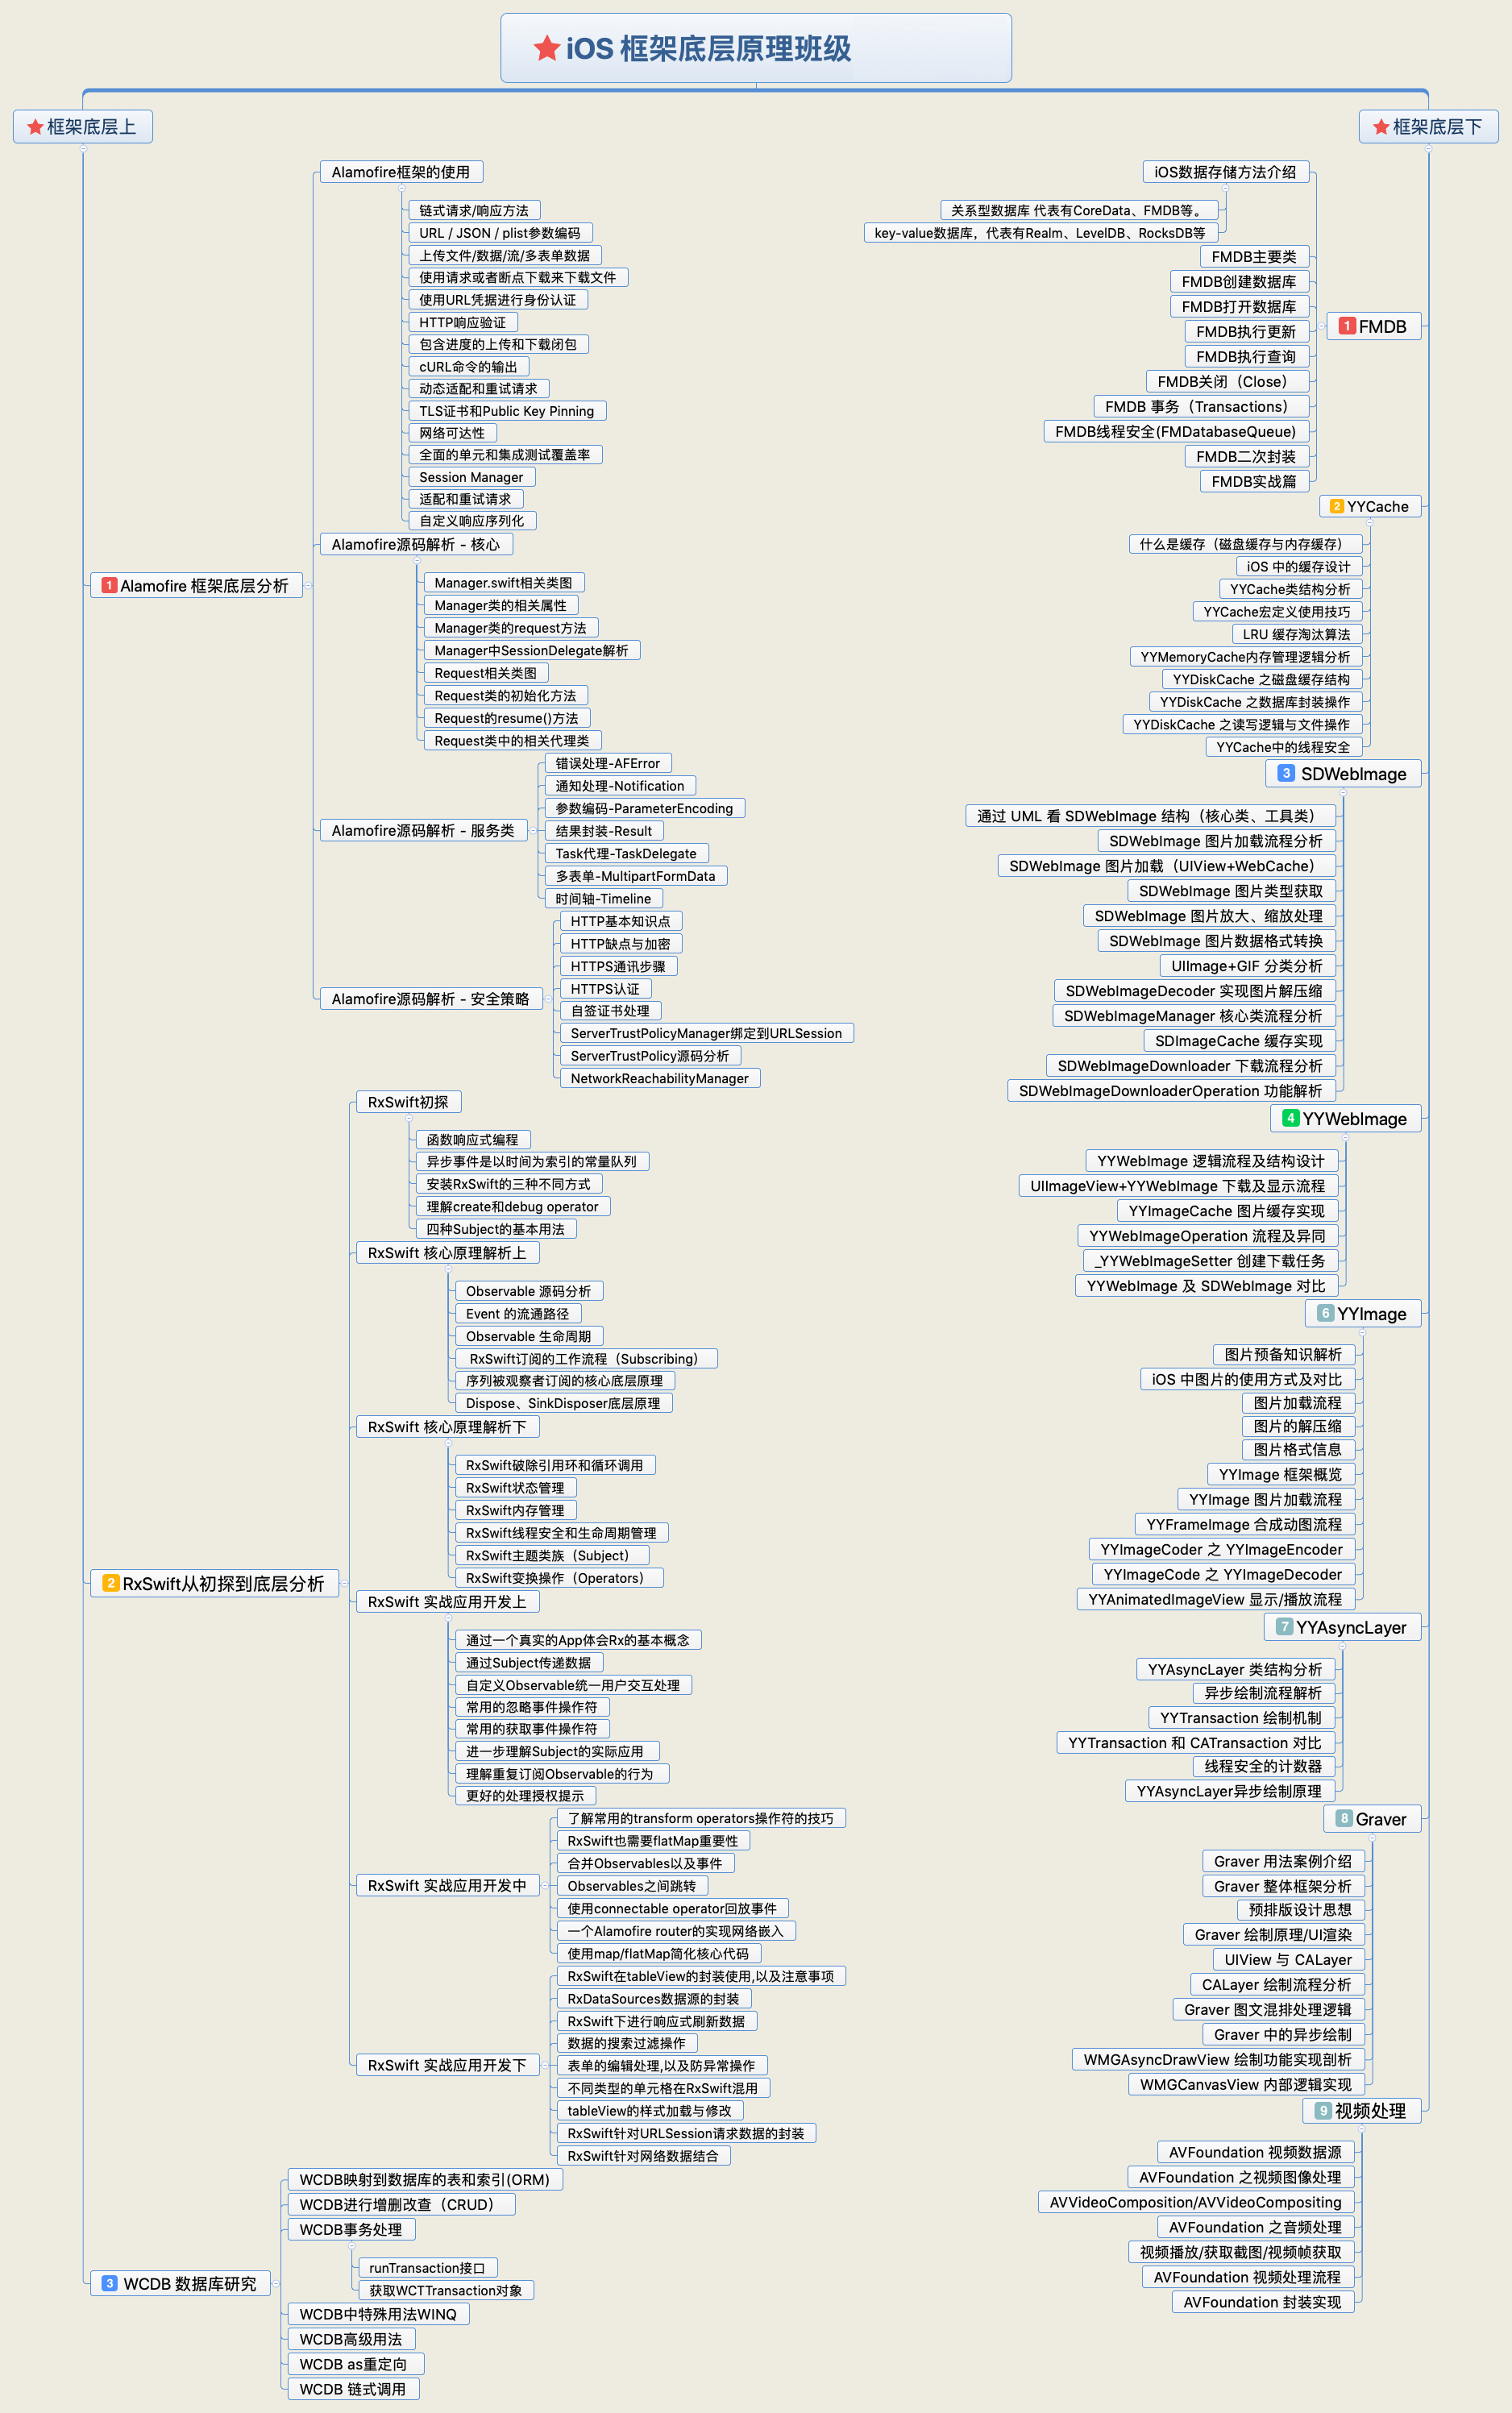 iOS 框架底层原理班级
框架底层上
1 Alamofire 框架底层分析
Alamofire框架的使用
链式请求/响应方法
URL / JSON / plist参数编码
上传文件/数据/流/多表单数据
使用请求或者断点下载来下载文件
使用URL凭据进行身份认证
HTTP响应验证
包含进度的上传和下载闭包
cURL命令的输出
动态适配和重试请求
TLS证书和Public Key Pinning
网络可达性
全面的单元和集成测试覆盖率
Session Manager
适配和重试请求
自定义响应序列化
Alamofire源码解析 - 核心
Manager.swift相关类图
Manager类的相关属性
Manager类的request方法
Manager中SessionDelegate解析
Request相关类图
Request类的初始化方法
Request的resume()方法
Request类中的相关代理类
Alamofire源码解析 - 服务类
错误处理-AFError
通知处理-Notification
参数编码-ParameterEncoding
结果封装-Result
Task代理-TaskDelegate
多表单-MultipartFormData
时间轴-Timeline
Alamofire源码解析 - 安全策略
HTTP基本知识点
HTTP缺点与加密
HTTPS通讯步骤
HTTPS认证
自签证书处理
ServerTrustPolicyManager绑定到URLSession
ServerTrustPolicy源码分析
NetworkReachabilityManager
2 RxSwift从初探到底层分析
RxSwift初探
函数响应式编程
异步事件是以时间为索引的常量队列
安装RxSwift的三种不同方式
理解create和debug operator
四种Subject的基本用法
RxSwift 核心原理解析上
Observable 源码分析
Event 的流通路径
Observable 生命周期
RxSwift订阅的工作流程（Subscribing）
序列被观察者订阅的核心底层原理
Dispose、SinkDisposer底层原理
RxSwift 核心原理解析下
RxSwift破除引用环和循环调用
RxSwift状态管理
RxSwift内存管理
RxSwift线程安全和生命周期管理
RxSwift主题类族（Subject）
RxSwift变换操作（Operators）
RxSwift 实战应用开发上
通过一个真实的App体会Rx的基本概念
通过Subject传递数据
自定义Observable统一用户交互处理
常用的忽略事件操作符
常用的获取事件操作符
进一步理解Subject的实际应用
理解重复订阅Observable的行为
更好的处理授权提示
RxSwift 实战应用开发中
了解常用的transform operators操作符的技巧
RxSwift也需要flatMap重要性
合并Observables以及事件
Observables之间跳转
使用connectable operator回放事件
一个Alamofire router的实现网络嵌入
使用map/flatMap简化核心代码
RxSwift 实战应用开发下
RxSwift在tableView的封装使用,以及注意事项
RxDataSources数据源的封装
RxSwift下进行响应式刷新数据
数据的搜索过滤操作
表单的编辑处理,以及防异常操作
不同类型的单元格在RxSwift混用
tableView的样式加载与修改
RxSwift针对URLSession请求数据的封装
RxSwift针对网络数据结合
3 WCDB 数据库研究
WCDB映射到数据库的表和索引(ORM)
WCDB进行增删改查（CRUD）
WCDB事务处理
runTransaction接口
获取WCTTransaction对象
WCDB中特殊用法WINQ
WCDB高级用法
WCDB as重定向
WCDB 链式调用
框架底层下
1 FMDB
iOS数据存储方法介绍
关系型数据库 代表有CoreData、FMDB等。
key-value数据库，代表有Realm、LevelDB、RocksDB等
FMDB主要类
FMDB创建数据库
FMDB打开数据库
FMDB执行更新
FMDB执行查询
FMDB关闭（Close）
FMDB 事务（Transactions）
FMDB线程安全(FMDatabaseQueue)
FMDB二次封装
FMDB实战篇
2 YYCache
什么是缓存（磁盘缓存与内存缓存）
iOS 中的缓存设计
YYCache类结构分析
YYCache宏定义使用技巧
LRU 缓存淘汰算法
YYMemoryCache内存管理逻辑分析
YYDiskCache 之磁盘缓存结构
YYDiskCache 之数据库封装操作
YYDiskCache 之读写逻辑与文件操作
YYCache中的线程安全
3 SDWebImage
通过 UML 看 SDWebImage 结构（核心类、工具类）
SDWebImage 图片加载流程分析
SDWebImage 图片加载（UIView+WebCache）
SDWebImage 图片类型获取
SDWebImage 图片放大、缩放处理
SDWebImage 图片数据格式转换
UIImage+GIF 分类分析
SDWebImageDecoder 实现图片解压缩
SDWebImageManager 核心类流程分析
SDImageCache 缓存实现
SDWebImageDownloader 下载流程分析
SDWebImageDownloaderOperation 功能解析
4 YYWebImage
YYWebImage 逻辑流程及结构设计
UIImageView+YYWebImage 下载及显示流程
YYImageCache 图片缓存实现
YYWebImageOperation 流程及异同
_YYWebImageSetter 创建下载任务
YYWebImage 及 SDWebImage 对比
6 YYImage
图片预备知识解析
iOS 中图片的使用方式及对比
图片加载流程
图片的解压缩
图片格式信息
YYImage 框架概览
YYImage 图片加载流程
YYFrameImage 合成动图流程
YYImageCoder 之 YYImageEncoder
YYImageCode 之 YYImageDecoder
YYAnimatedImageView 显示/播放流程
7 YYAsyncLayer
YYAsyncLayer 类结构分析
异步绘制流程解析
YYTransaction 绘制机制
YYTransaction 和 CATransaction 对比
线程安全的计数器
YYAsyncLayer异步绘制原理
8 Graver
Graver 用法案例介绍
Graver 整体框架分析
预排版设计思想
Graver 绘制原理/UI渲染
UIView 与 CALayer
CALayer 绘制流程分析
Graver 图文混排处理逻辑
Graver 中的异步绘制
WMGAsyncDrawView 绘制功能实现剖析
WMGCanvasView 内部逻辑实现
9 视频处理
AVFoundation 视频数据源
AVFoundation 之视频图像处理
AVVideoComposition/AVVideoCompositing
AVFoundation 之音频处理
视频播放/获取截图/视频帧获取
AVFoundation 视频处理流程
AVFoundation 封装实现